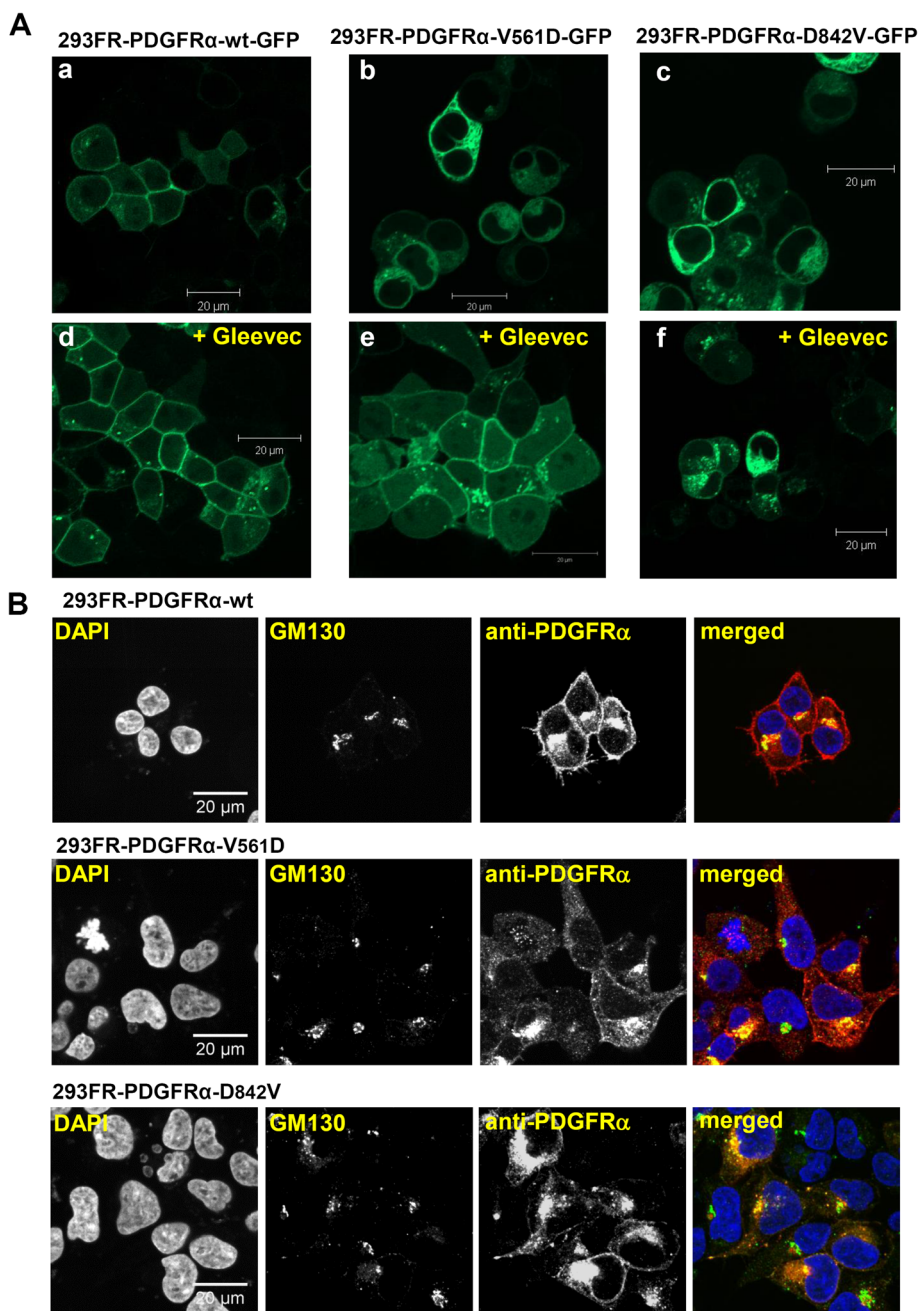 A
293FR-PDGFRα-wt-GFP
293FR-PDGFRα-V561D-GFP
293FR-PDGFRα-D842V-GFP
a
b
c
20 µm
20 µm
20 µm
d
+ Gleevec
e
+ Gleevec
f
+ Gleevec
20 µm
20 µm
20 µm
B
293FR-PDGFRα-wt
DAPI
GM130
anti-PDGFRα
merged
20 µm
293FR-PDGFRα-V561D
DAPI
GM130
anti-PDGFRα
merged
20 µm
293FR-PDGFRα-D842V
DAPI
GM130
anti-PDGFRα
merged
20 µm